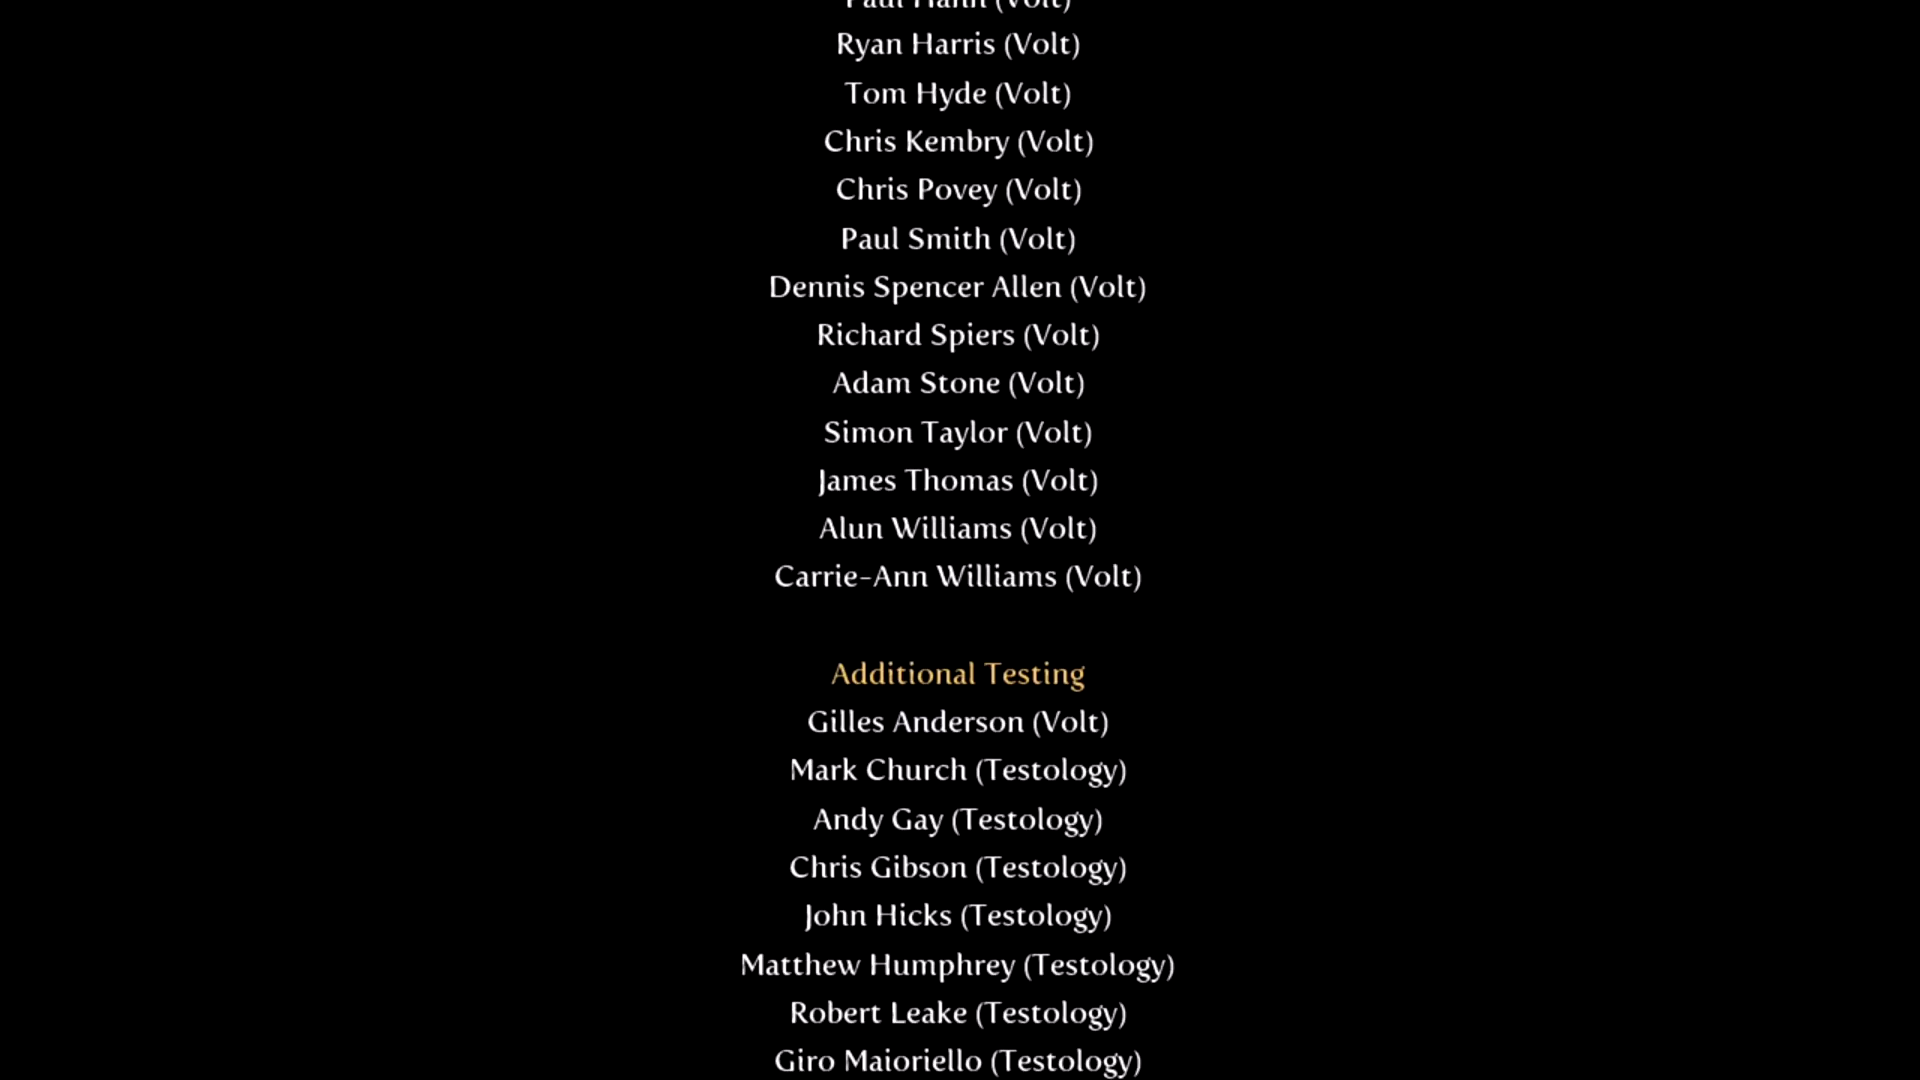 Paul Hann (Volt)
Ryan Harris (Volt)
Tom Hyde (Volt)
Chris Kembry (Volt)
Chris Povey (Volt)
Paul Smith (Volt)
Dennis Spencer Allen (Volt)
Richard Spiers (Volt)
Adam Stone (Volt)
Simon Taylor (Volt)
James Thomas (Volt)
Alun Williams (Volt)
Carrie-Ann Williams (Volt)
Additional Testing
Gilles Anderson (Volt)
Mark Church (Testology)
Andy Gay (Testology)
Chris Gibson (Testology)
John Hicks (Testology)
Matthew Humphrey (Testology)
Robert Leake (Testology)
Giro Maioriello (Testology)